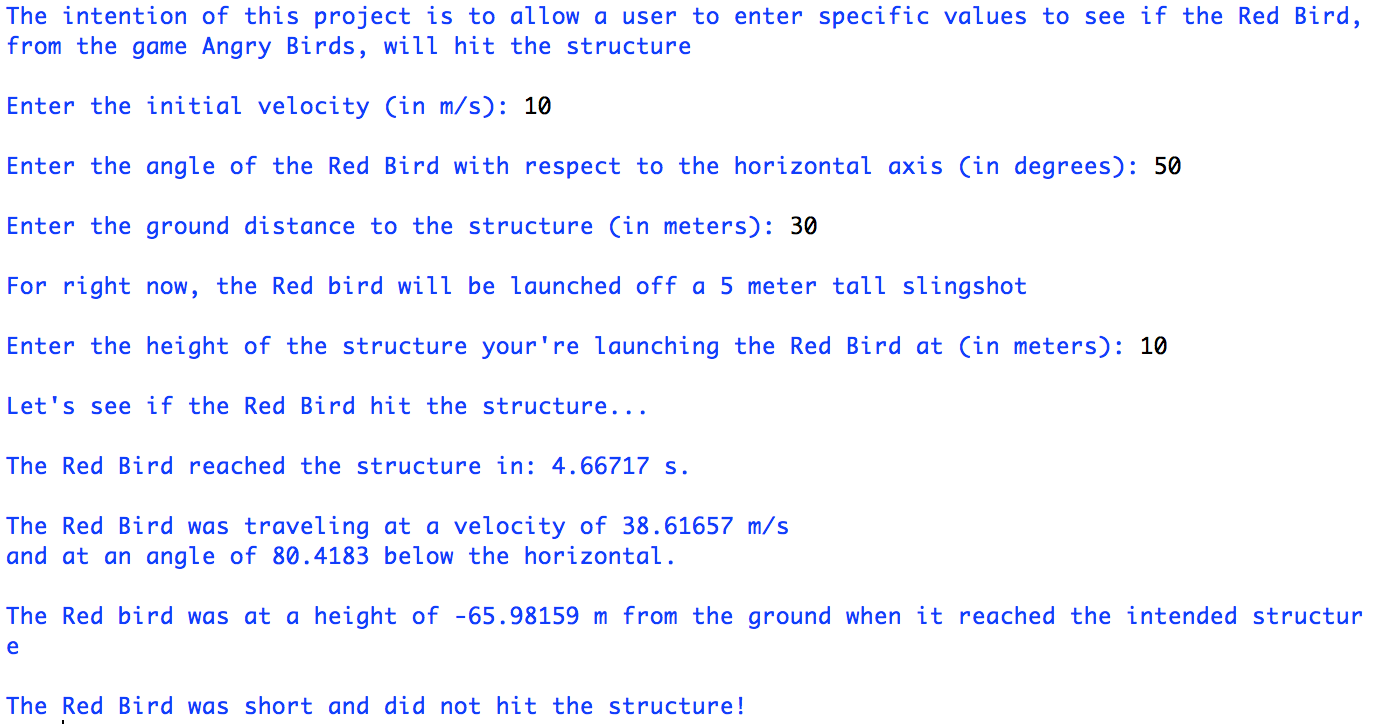 The intention of this project is to allow a user to enter specific values to see if the Red Bird,
from the game Angry Birds, will hit the structure
Enter the initial velocity (in m/s): 10
Enter the angle of the Red Bird with respect to the horizontal axis (in degrees): 50
Enter the ground distance to the structure (in meters): 30
For right now, the Red bird will be launched off a 5 meter tall slingshot
Enter the height of the structure your're launching the Red Bird at (in meters): 10
Let's see if the Red Bird hit the structure...
The Red Bird reached the structure in: 4.66717 s.
The Red Bird was traveling at a velocity of 38.61657 m/s
and at an angle of 80.4183 below the horizontal.
The Red bird was at a height of -65.98159 m from the ground when it reached the intended structur
e
The Red Bird was short and did not hit the structure!